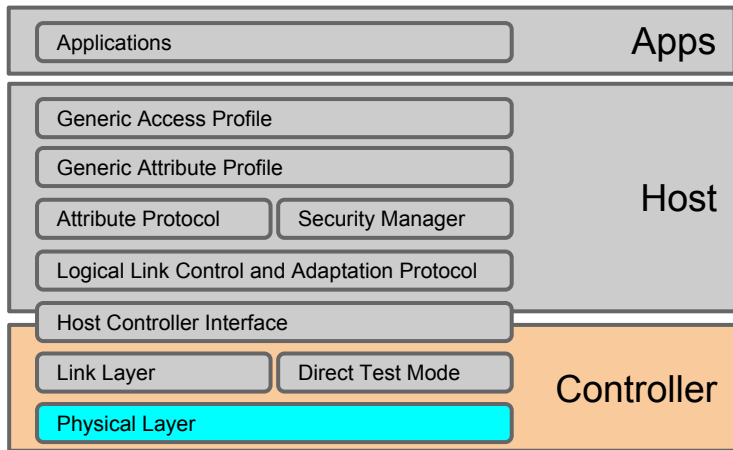 Applications
Apps
Generic Access Profile
Generic Attribute Profile
Attribute Protocol
Security Manager
Host
Logical Link Control and Adaptation Protocol
Host Controller Interface
Link Layer
Direct Test Mode
Controller
Physical Layer